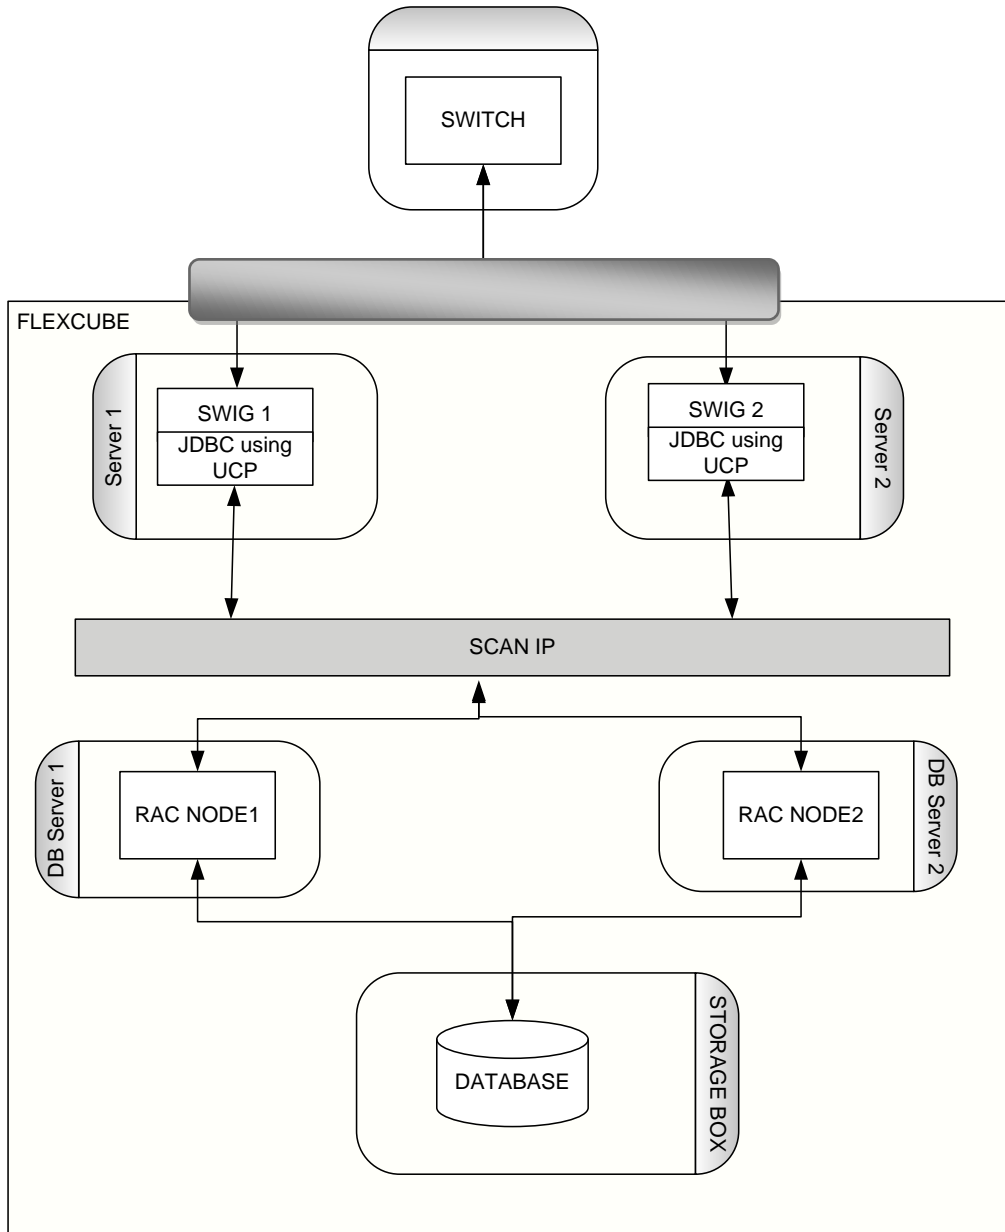 SWITCH
FLEXCUBE
Server 1
SWIG 1
JDBC using
UCP
SWIG 2
JDBC using
UCP
Server 2
SCAN IP
DB Server 1
RAC NODE1
RAC NODE2
DB Server 2
DATABASE
STORAGE BOX